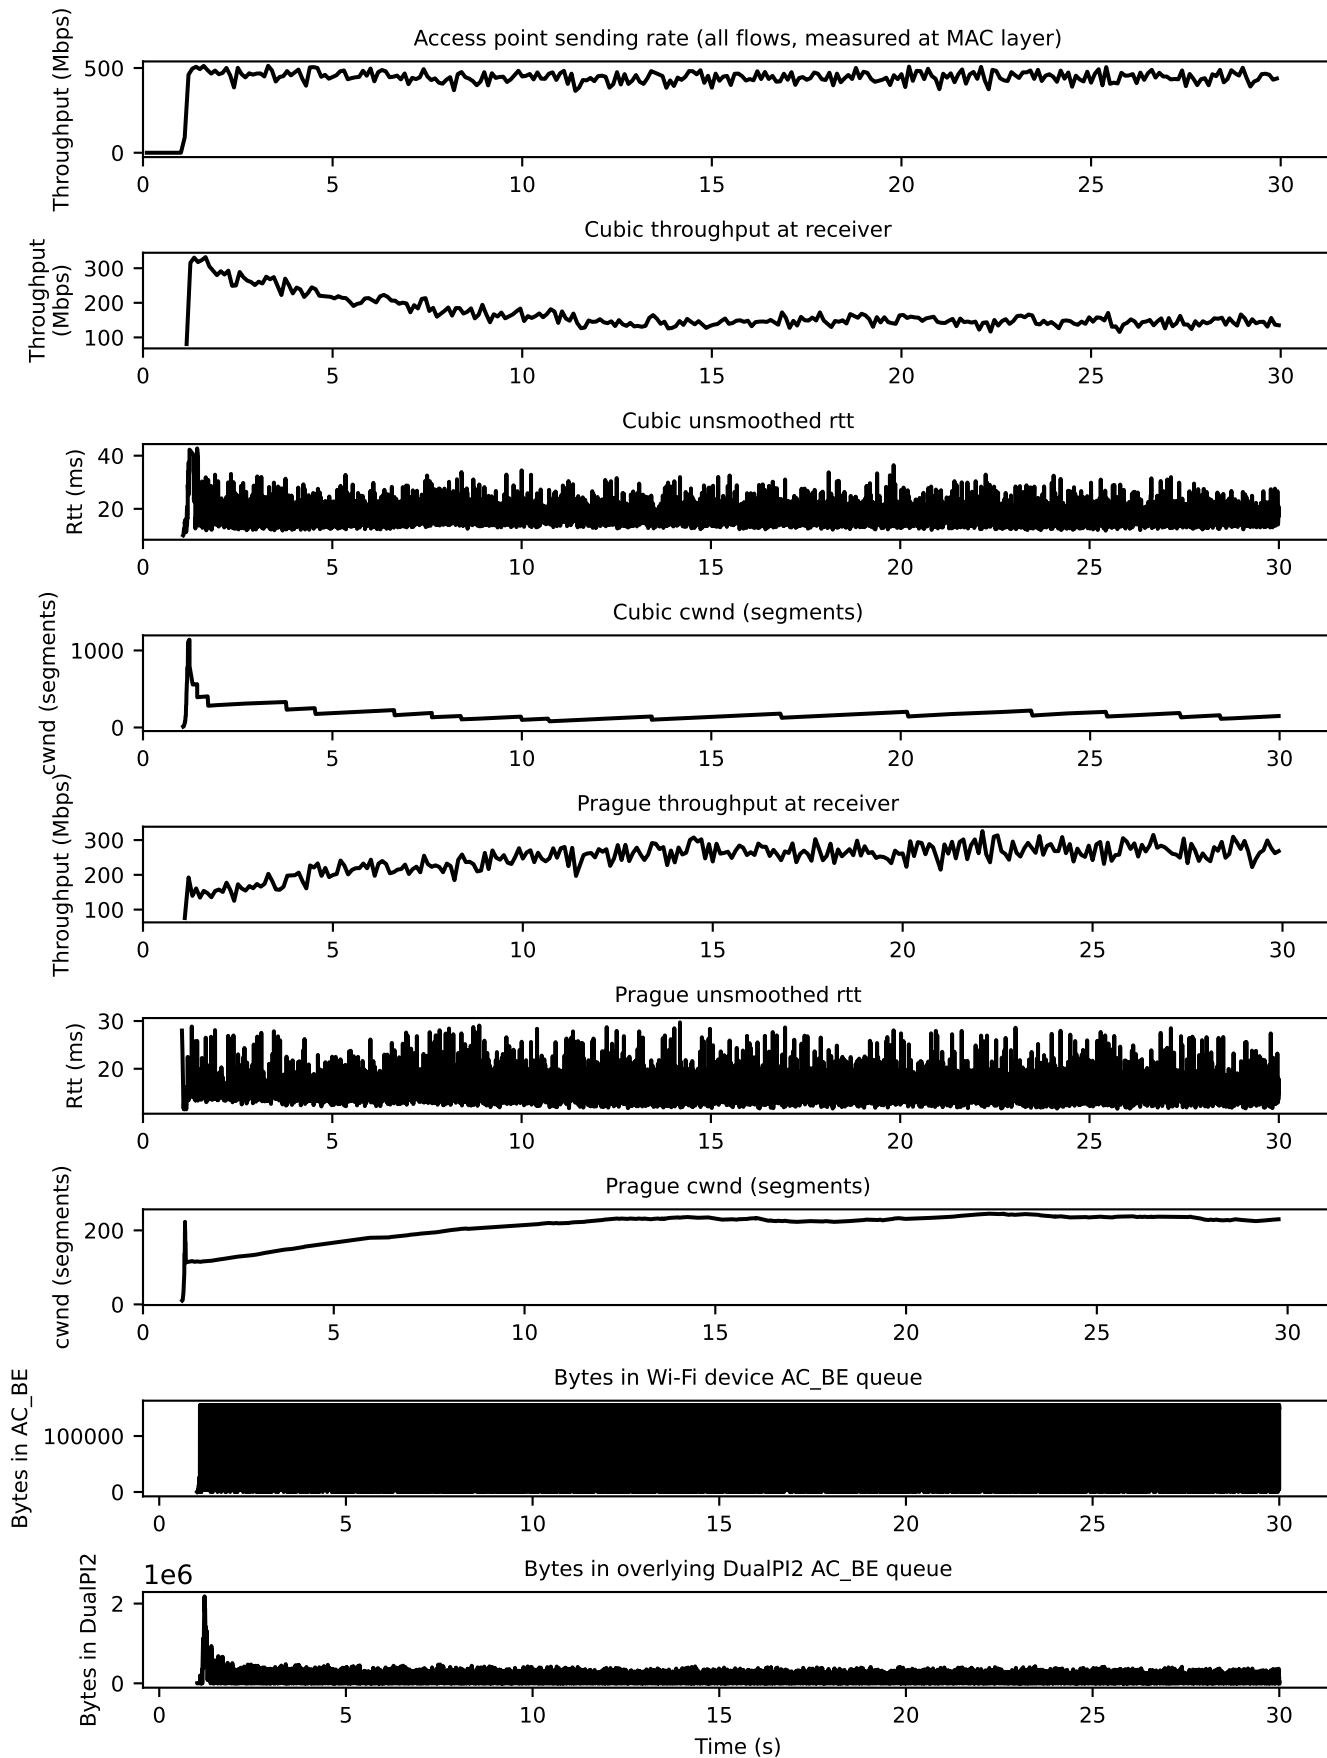 Access point sending rate (all flows, measured at MAC layer)
Throughput (Mbps)
500
0
0 5 10 15 20 25 30
Cubic throughput at receiver
Throughput
(Mbps)
300
200
100
0 5 10 15 20 25 30
Cubic unsmoothed rtt
Rtt (ms)
40
20
0 5 10 15 20 25 30
Cubic cwnd (segments)
cwnd (segments)
1000
0
0 5 10 15 20 25 30
Prague throughput at receiver
Throughput (Mbps)
300
200
100
0 5 10 15 20 25 30
Prague unsmoothed rtt
Rtt (ms)
30
20
0 5 10 15 20 25 30
Prague cwnd (segments)
cwnd (segments)
200
0
0 5 10 15 20 25 30
Bytes in Wi-Fi device AC_BE queue
Bytes in AC_BE
100000
0
0 5 10 15 20 25 30
Bytes in overlying DualPI2 AC_BE queue
1e6
Bytes in DualPI2
2
0
0 5 10 15 20 25 30
Time (s)